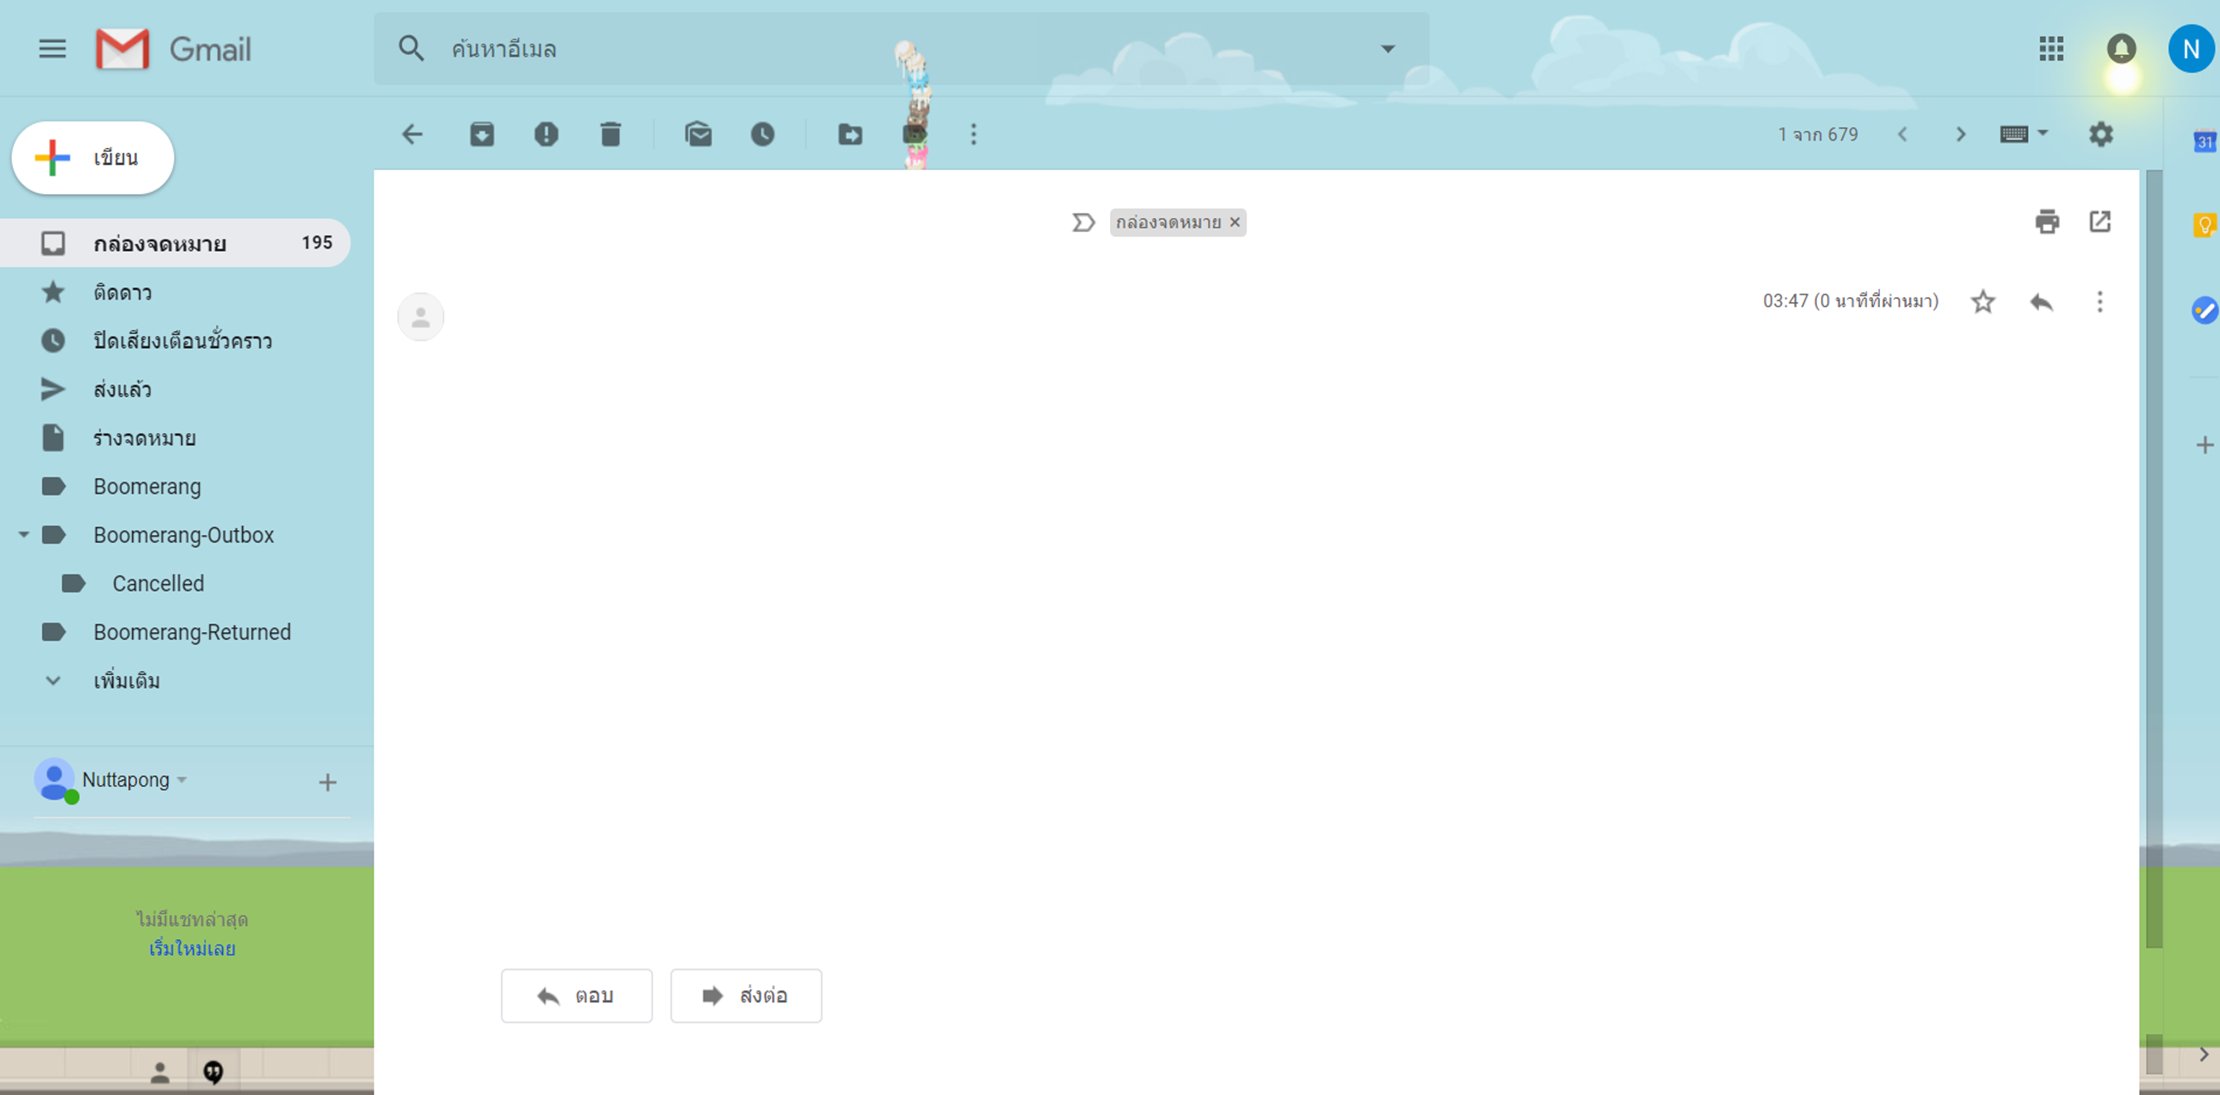 Gmail
ค้นหาอีเมล
N
เขียน
1 จาก 679
31
กล่องจดหมาย ×
กล่องจดหมาย 195
ติดดาว
03:47 (0 นาทีที่ผ่านมา)
ปิดเสียงเตือนชั่วคราว
ส่งแล้ว
ร่างจดหมาย
Boomerang
Boomerang-Outbox
Cancelled
Boomerang-Returned
เพิ่มเติม
Nuttapong
ไม่มีแชทล่าสุด
เริ่มใหม่เลย
ตอบ
ส่งต่อ